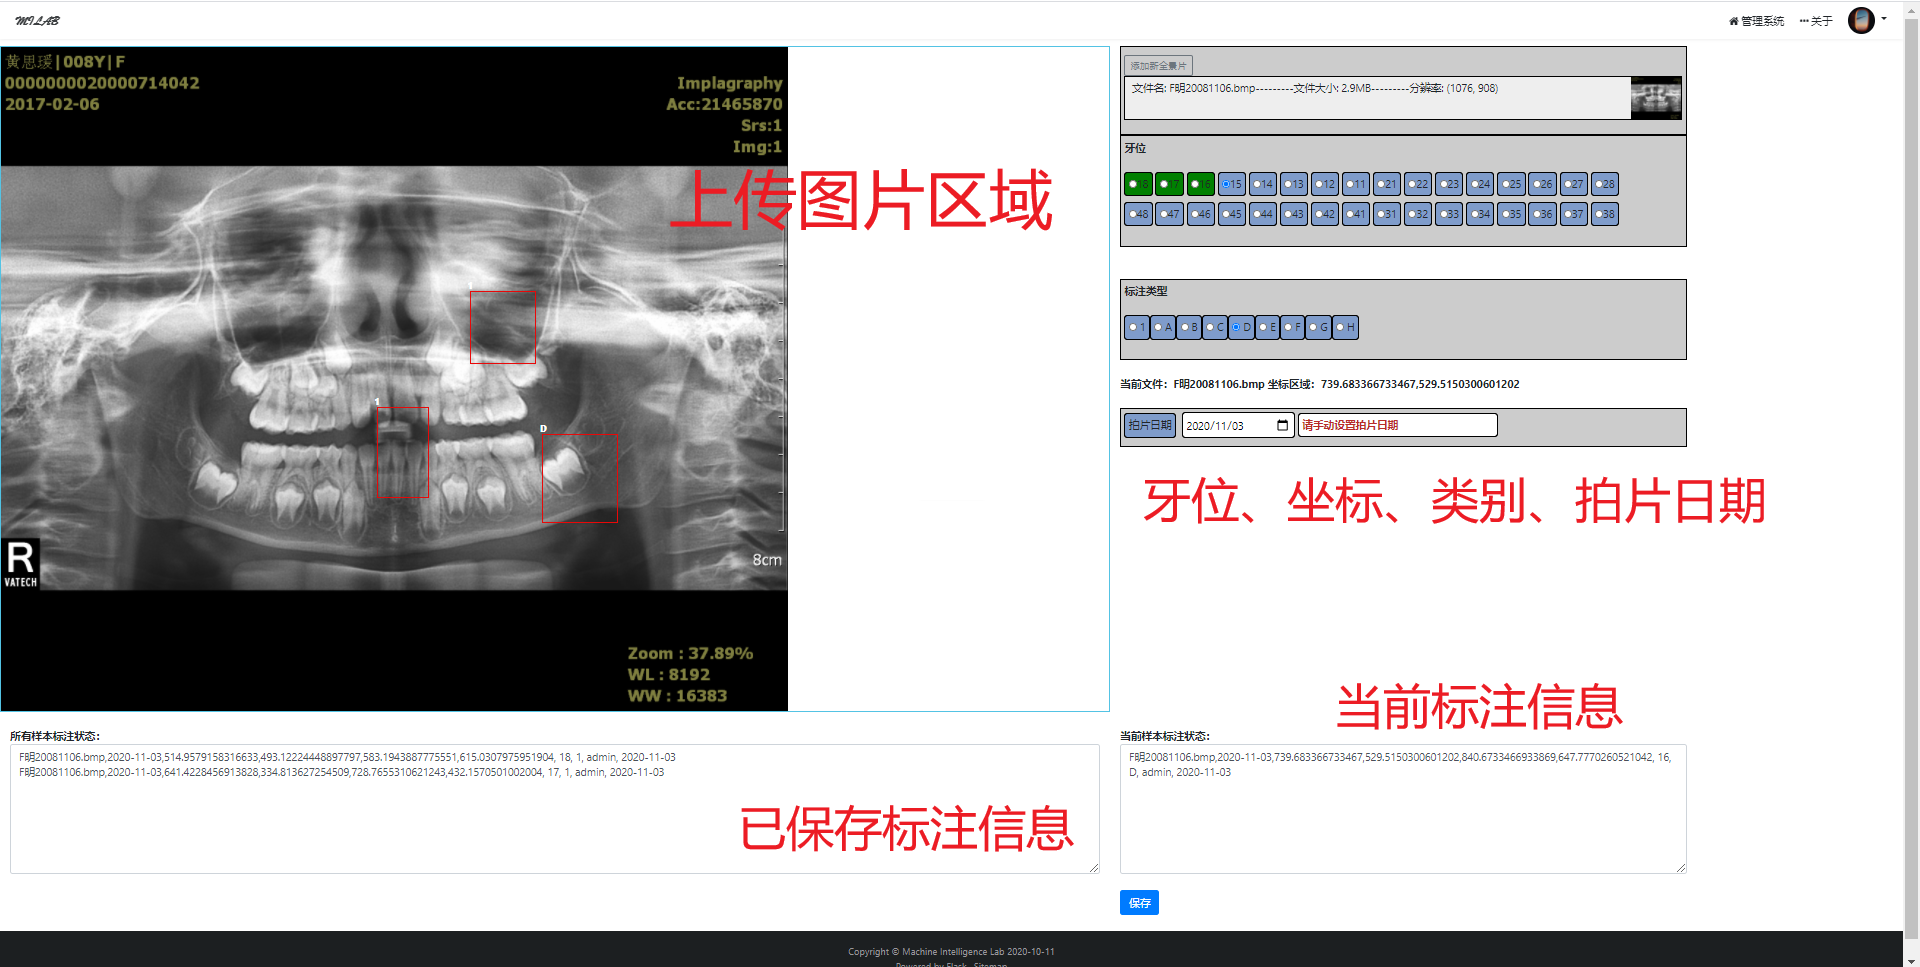 MILAB
管理系统
关于
黄思瑗|008Y|F
0000000020000714042
2017-02-06
Implagraphy
Acc:21465870
Srs:1
Img:1
上传图片区域
1
D
R
VATECH
8cm
Zoom : 37.89%
WL : 8192
WW : 16383
添加新全景片
文件名: F明20081106.bmp---------文件大小: 2.9MB---------分辨率: (1076, 908)
牙位
18 17 16 15 14 13 12 11 21 22 23 24 25 26 27 28
48 47 46 45 44 43 42 41 31 32 33 34 35 36 37 38
标注类型
1 A B C D E F G H
当前文件：F明20081106.bmp 坐标区域：739.683366733467,529.5150300601202
拍片日期 2020/11/03 请手动设置拍片日期
牙位、坐标、类别、拍片日期
当前标注信息
所有样本标注状态：
F明20081106.bmp,2020-11-03,514.9579158316633,493.12224448897797,583.1943887775551,615.0307975951904, 18, 1, admin, 2020-11-03
F明20081106.bmp,2020-11-03,641.4228456913828,334.813627254509,728.7655310621243,432.1570501002004, 17, 1, admin, 2020-11-03
已保存标注信息
当前样本标注状态：
F明20081106.bmp,2020-11-03,739.683366733467,529.5150300601202,840.6733466933869,647.7770260521042, 16,
D, admin, 2020-11-03
保存
Copyright © Machine Intelligence Lab 2020-10-11
Powered by Flask Sitemap